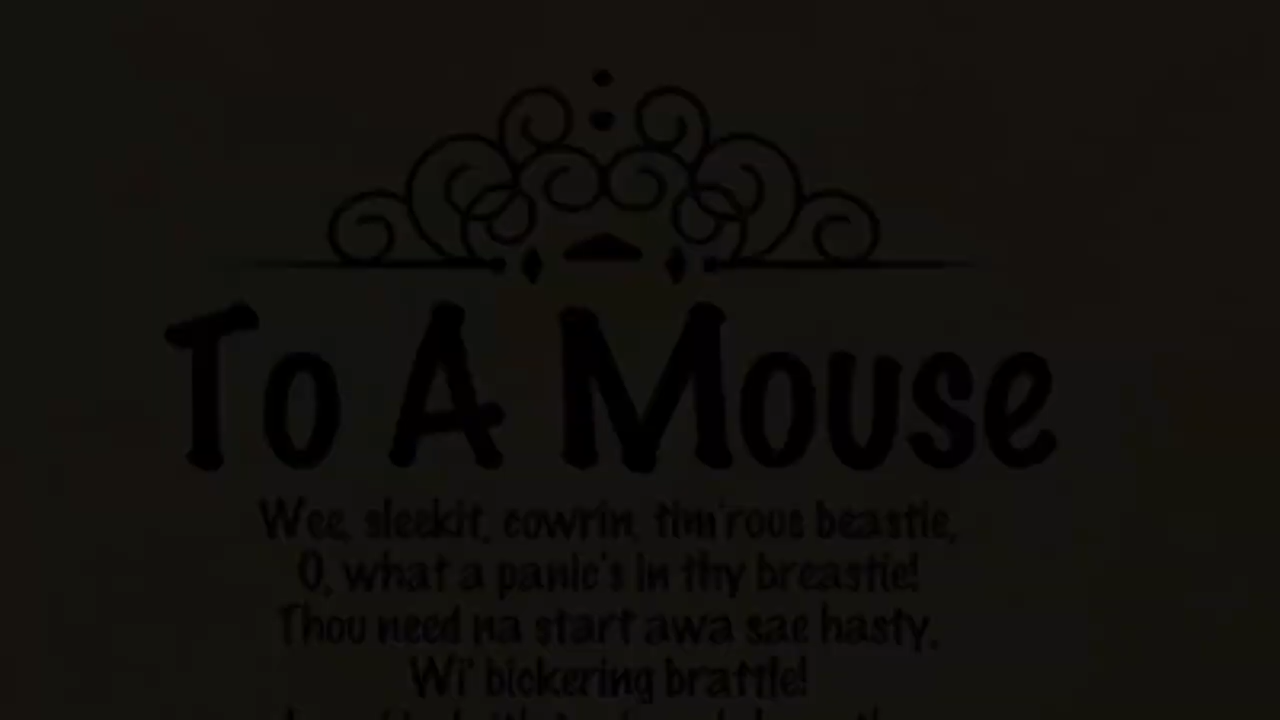 To A Mouse
Wee, sleekit, cowrin, tim'rous beastie,
O, what a panic's in thy breastie!
Thou need na start awa sae hasty,
Wi' bickering brattle!